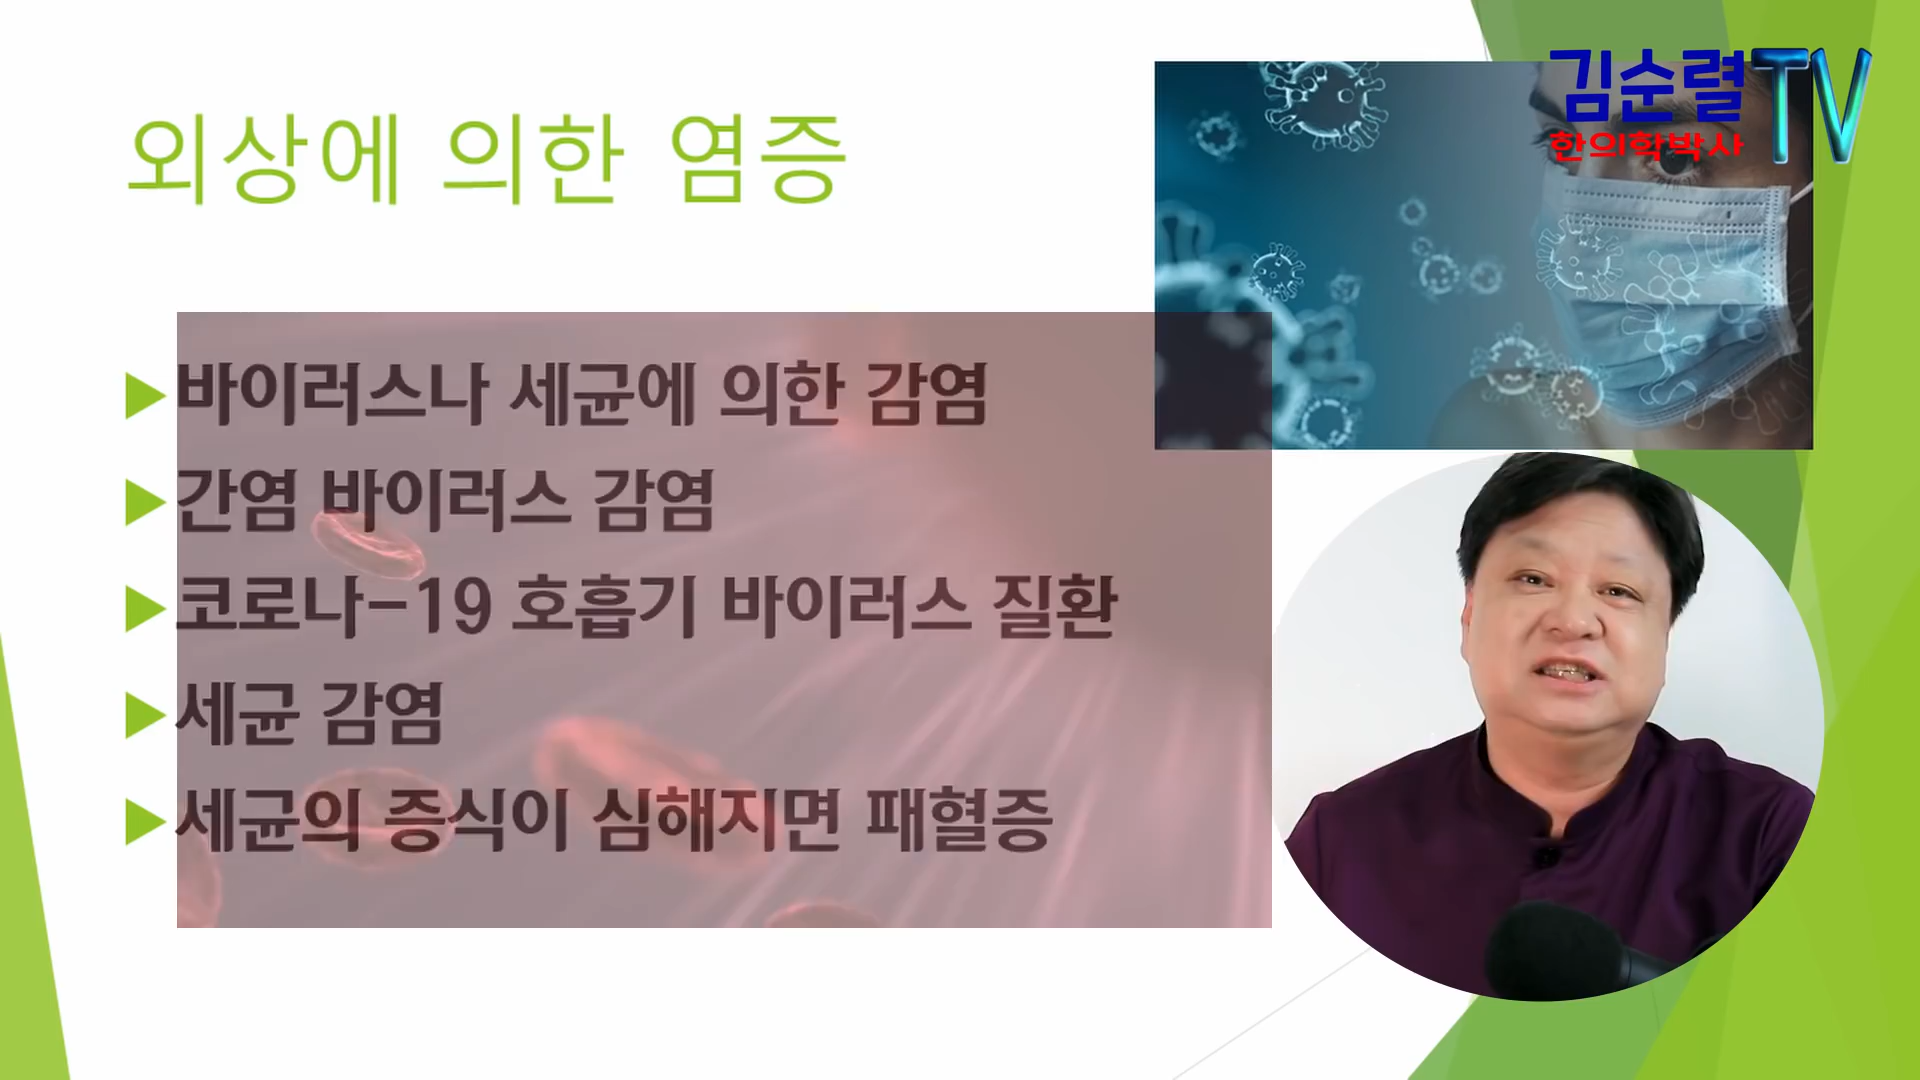 외상에 의한 염증
김순렬TV
한의학박사
바이러스나 세균에 의한 감염
간염 바이러스 감염
코로나-19 호흡기 바이러스 질환
세균 감염
세균의 증식이 심해지면 패혈증